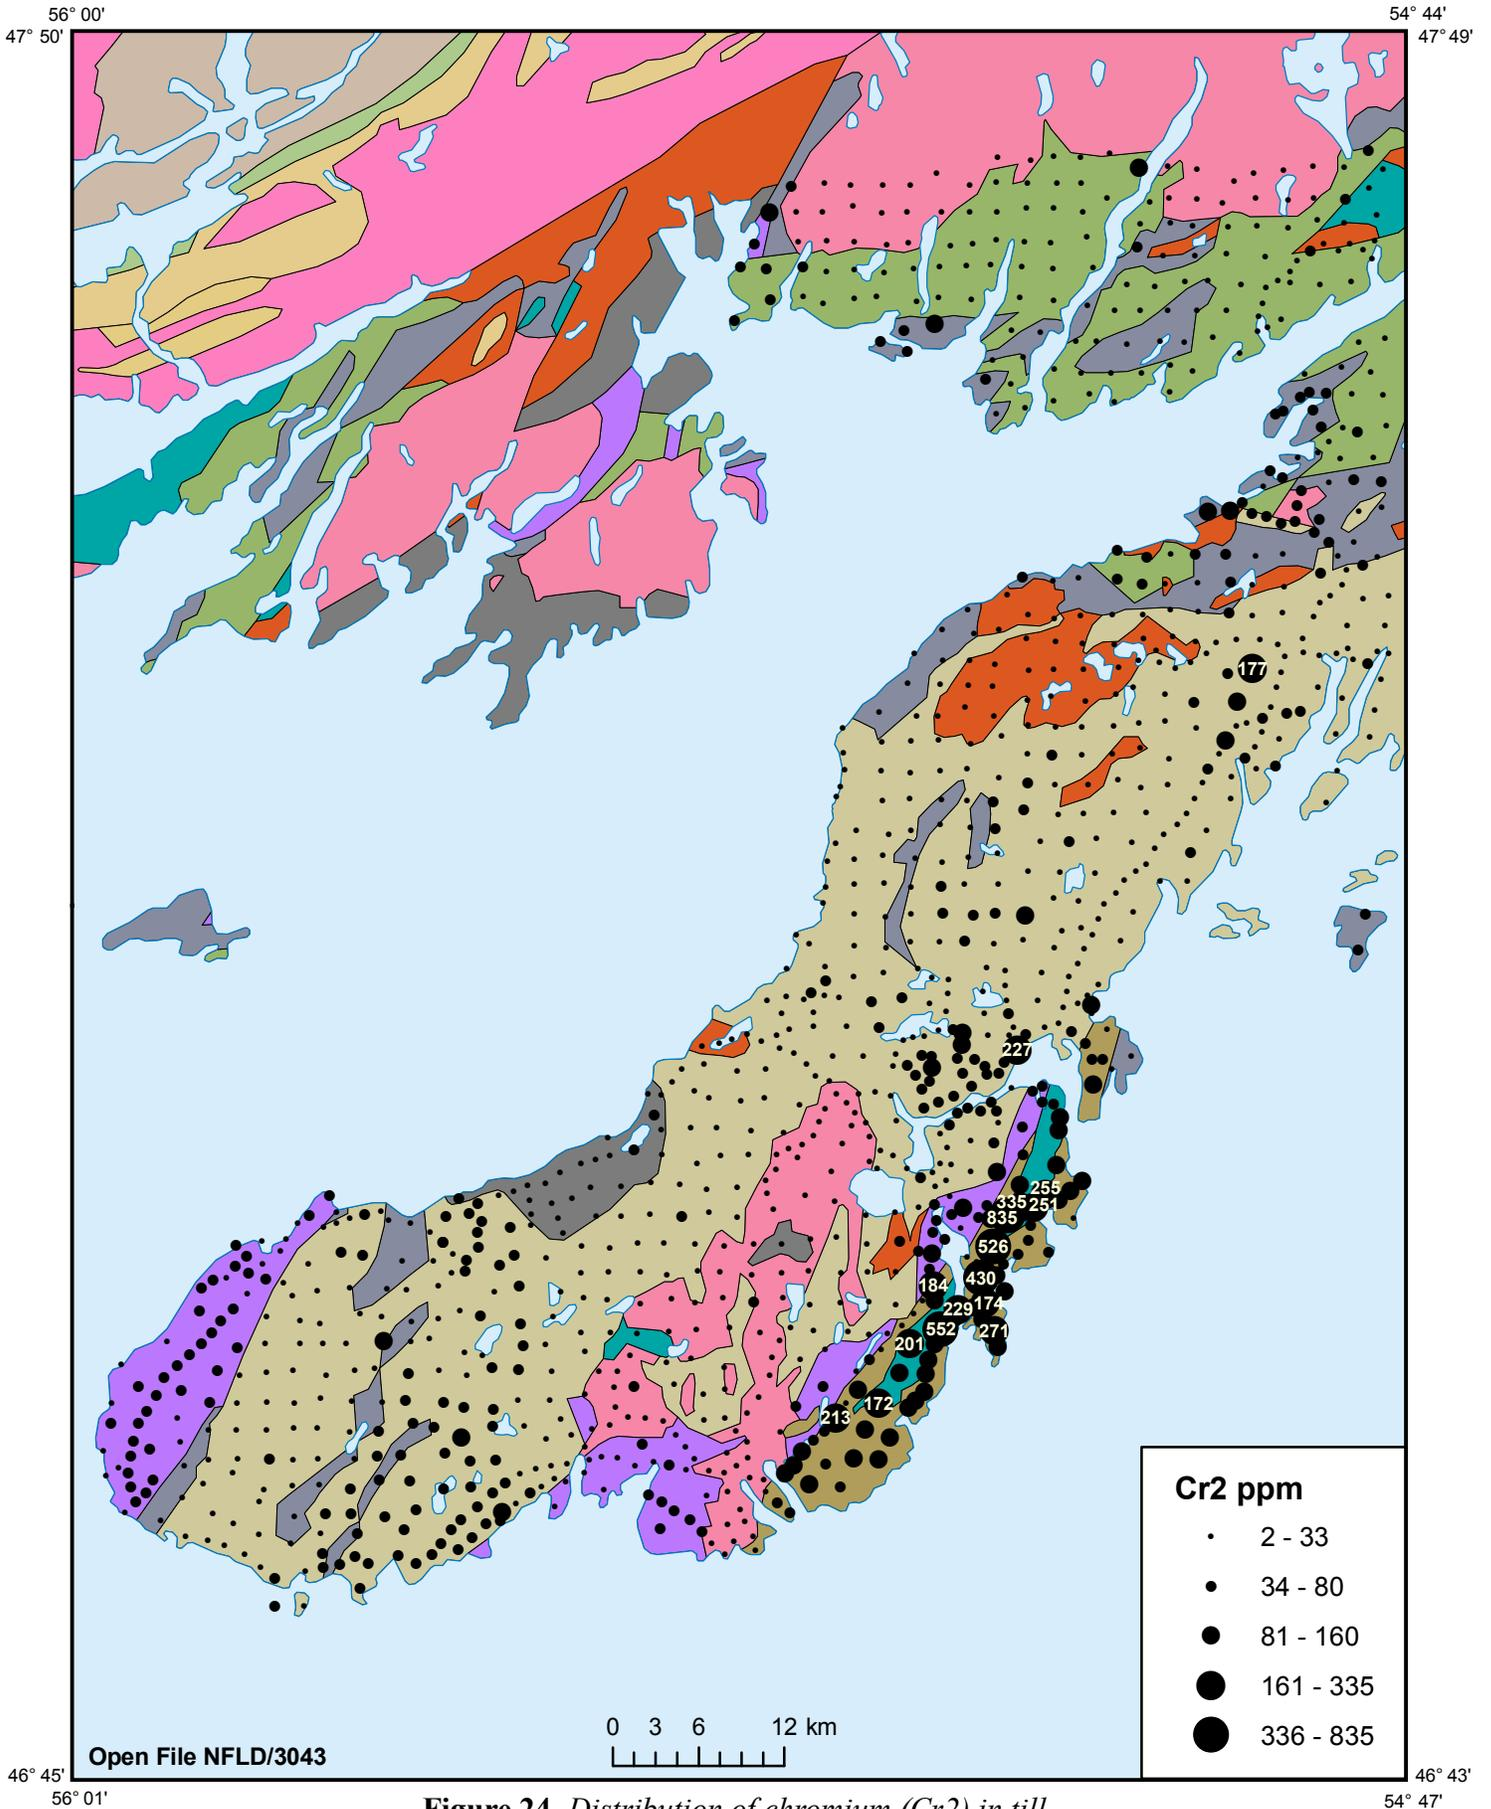 56° 00'
54° 44'
47° 50'
47° 49'
177
227
255
335
251
835
526
430
184
174
229
552
271
201
172
213
Cr2 ppm
2 - 33
34 - 80
81 - 160
161 - 335
336 - 835
0 3 6 12 km
Open File NFLD/3043
46° 45'
46° 43'
56° 01'
54° 47'
Figure 24. Distribution of chromium (Cr2) in till